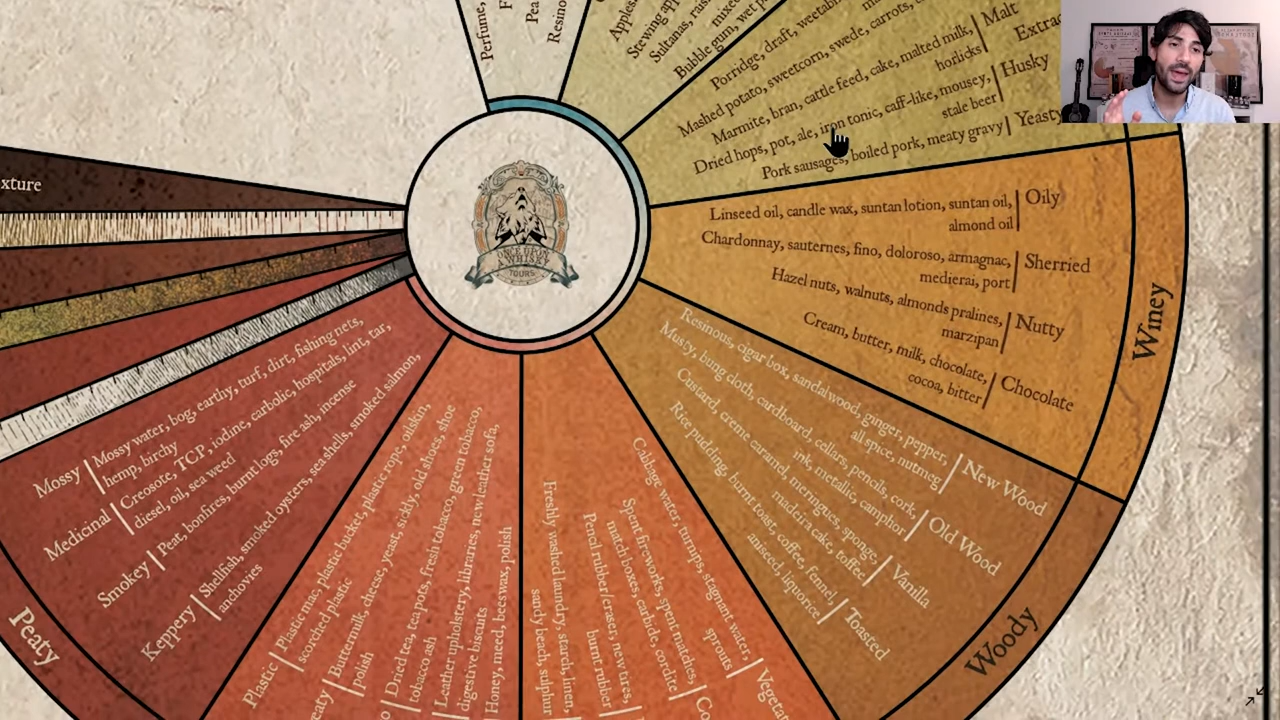 Perfume,
Apples,
Stewing
Sultanas,
Bubble gum, wet
Porridge, draft,
Mashed potato, sweetcorn, swede, carrots,
Malt
Marmite, bran, cattle feed, cake, malted milk,
horlicks
Husky
Dried hops, pot, ale, iron tonic, caff-like, mousey,
stale beer
Yeasty
Pork sausages, boiled pork, meaty gravy
Winey
Oily
Linseed oil, candle wax, suntan lotion, suntan oil,
almond oil
Sherried
Chardonnay, sauternes, fino, doloroso, armagnac,
medierai, port
Nutty
Hazel nuts, walnuts, almonds pralines,
marzipan
Chocolate
Cream, butter, milk, chocolate,
cocoa, bitter
Woody
New Wood
Resinous, cigar box, sandalwood, ginger, pepper,
all spice, nutmeg
Old Wood
Musty, bung cloth, cardboard, cellars, pencils, cork,
ink, metallic, camphor
Vanilla
Custard, creme caramel, meringues, sponge,
madeira cake, toffee
Toasted
Rice pudding, burnt toast, coffee, fennel,
aniseed, liquorice
Cabbage water, turnips, stagnant water,
sprouts
Spent fireworks, spent matches,
match boxes, carbide, cordite
Pencil rubber/eraser, new tyres,
burnt rubber
Freshly washed laundry, starch, linen,
sandy beach, sulphur
Honey, meed, beeswax, polish
Leather upholstery, libraries, new leather sofa,
digestive biscuits
Dried tea, tea pots, fresh tobacco green tobacco,
tobacco ash
Buttermilk, cheese, yeast, sickly, old shoes, shoe
polish
Plastic
Plastic mac, plastic bucket, plastic rope, oilskin,
scorched plastic
Peaty
Keppery
Shellfish, smoked oysters, sea shells, smoked salmon,
anchovies
Smokey
Peat, bonfires, burnt logs, fire ash, incense
Medicinal
Creosote, TCP, iodine, carbolic, hospitals, lint, tar,
diesel, oil, sea weed
Mossy
Mossy water, bog, earthy, turf, dirt, fishing nets,
hemp, birchy
xture
ONCE UPON
A WHISKY
TOURS